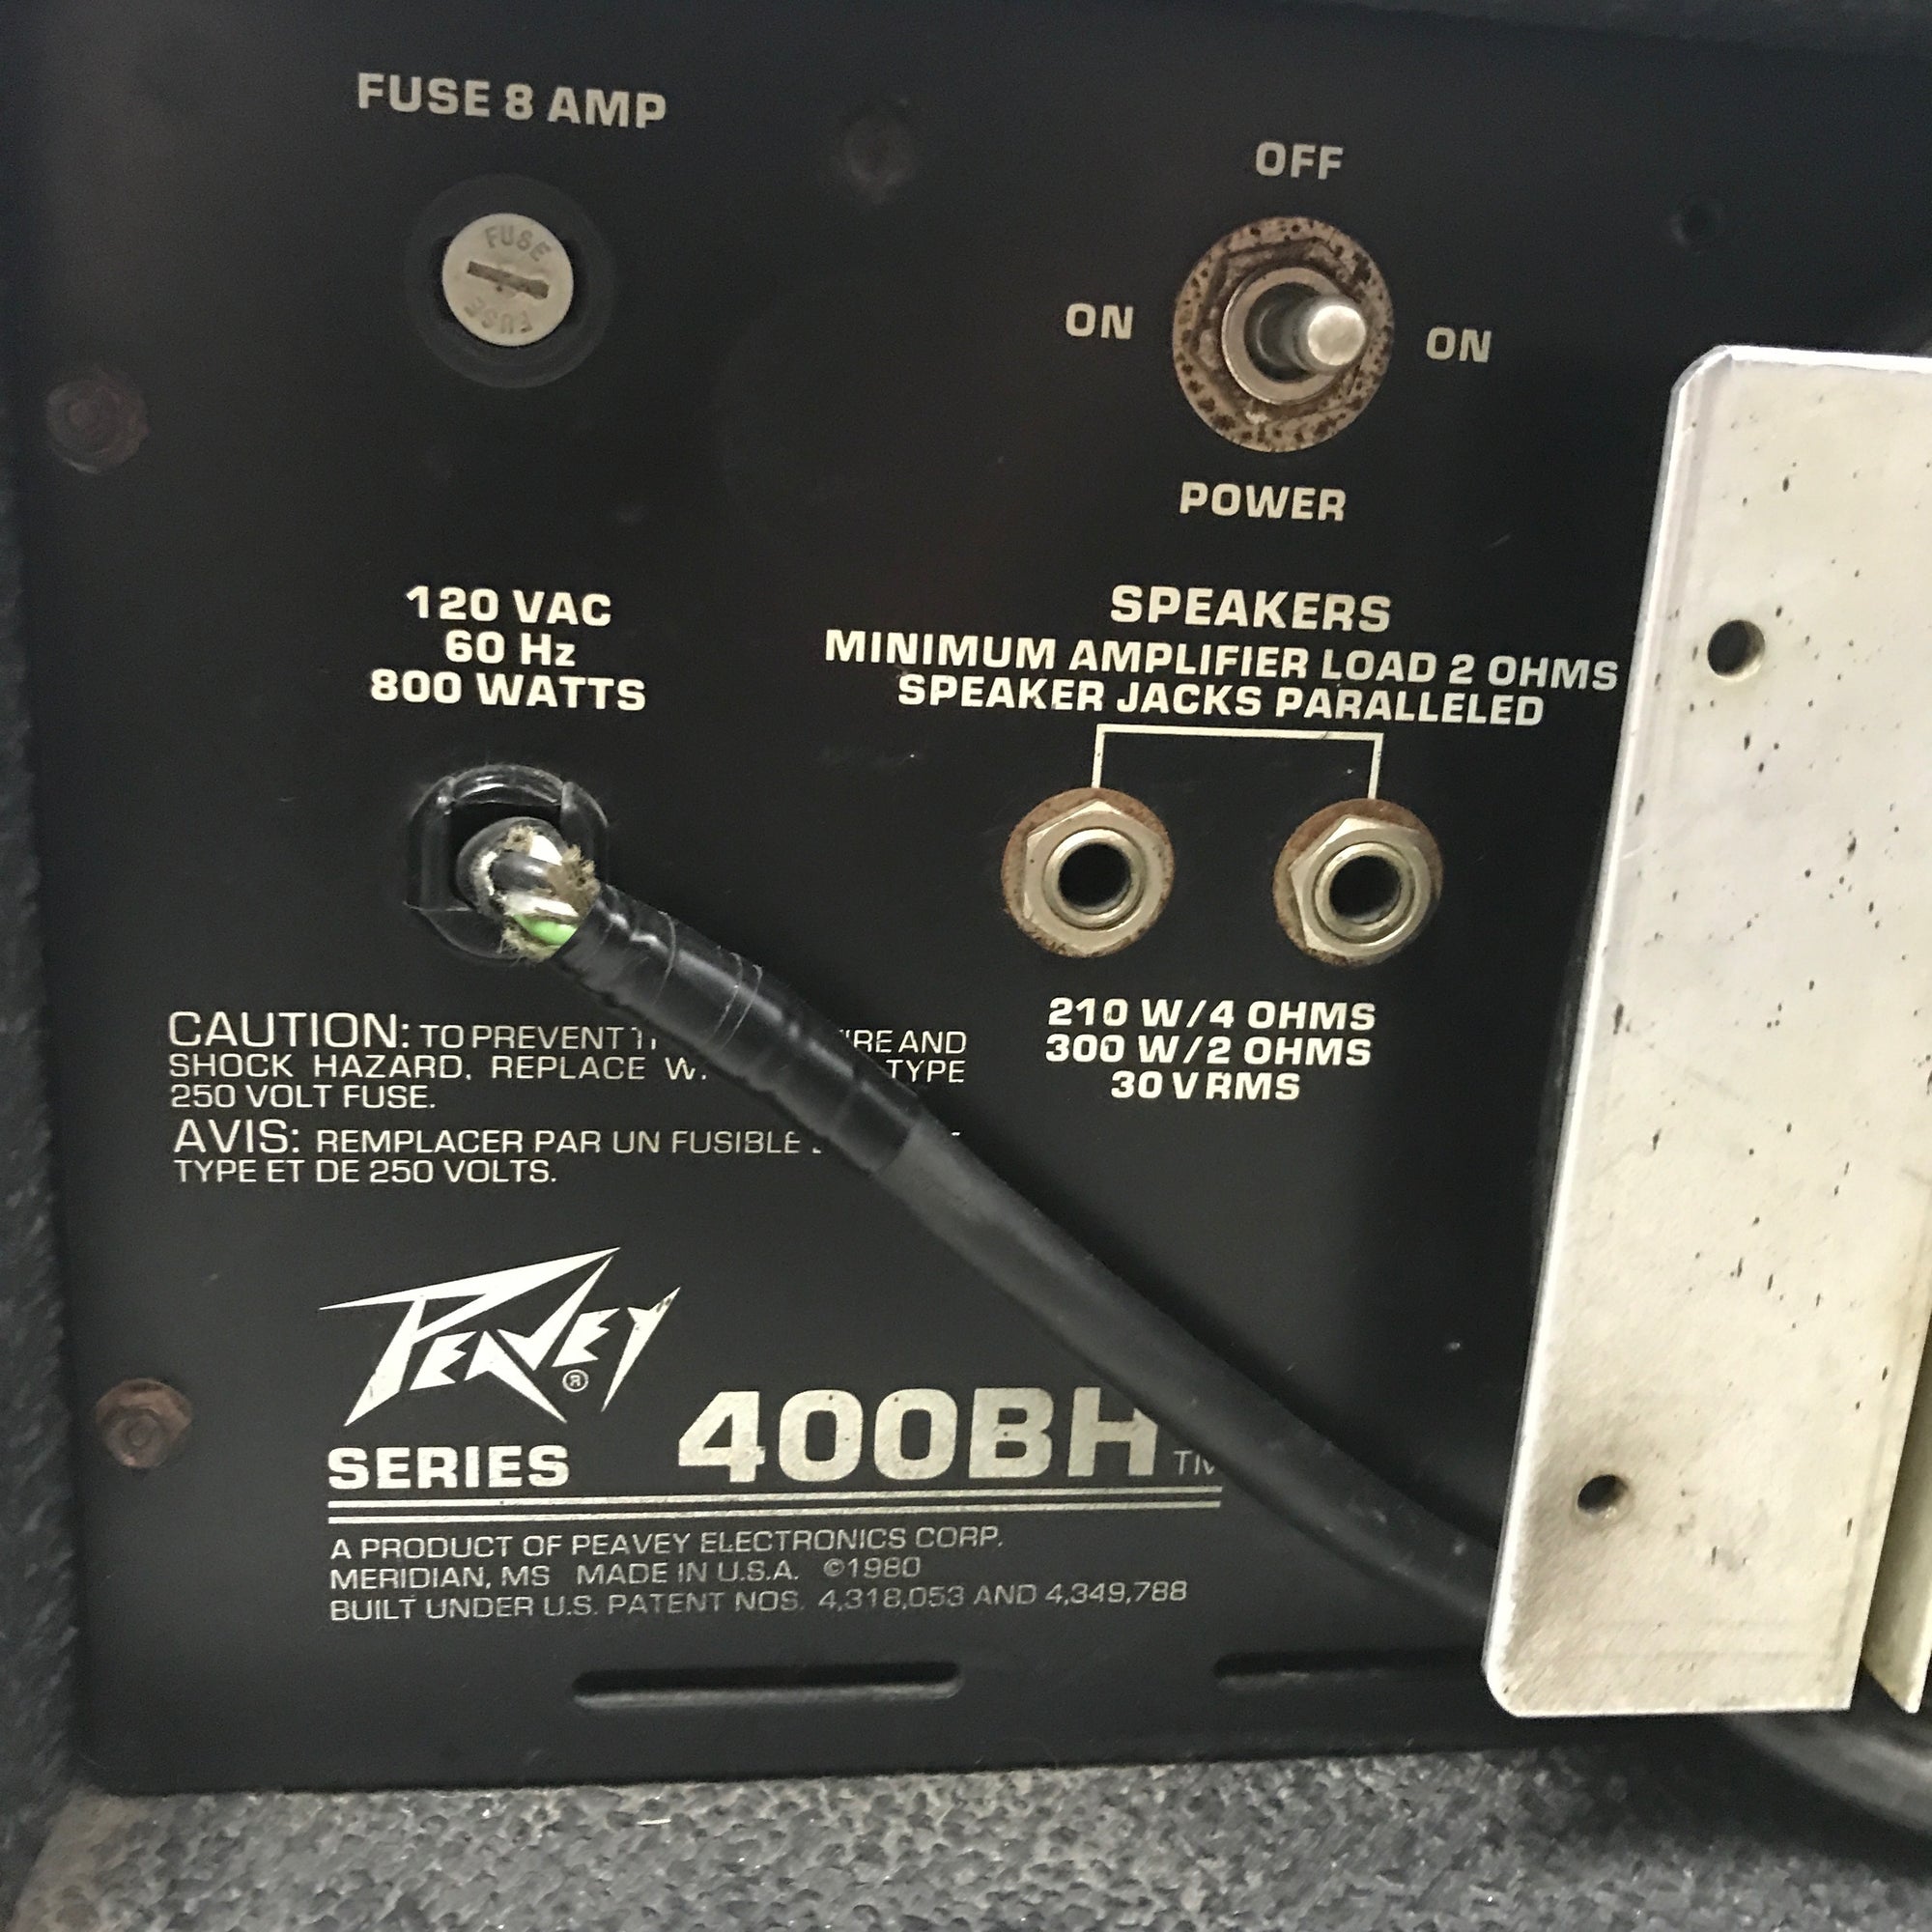 FUSE 8 AMP
FUSE
FUSE
OFF
ON
ON
POWER
120 VAC
60 Hz
800 WATTS
SPEAKERS
MINIMUM AMPLIFIER LOAD 2 OHMS
SPEAKER JACKS PARALLELED
210 W/4 OHMS
300 W/2 OHMS
30 V RMS
CAUTION: TO PREVENT AND
SHOCK HAZARD, REPLACE TYPE
250 VOLT FUSE.
AVIS: REMPLACER PAR UN FUSIBLE
TYPE ET DE 250 VOLTS.
PEAVEY ®
SERIES 400BH TM
A PRODUCT OF PEAVEY ELECTRONICS CORP.
MERIDIAN, MS MADE IN U.S.A. ©1980
BUILT UNDER U.S. PATENT NOS. 4,318,053 AND 4,349,788